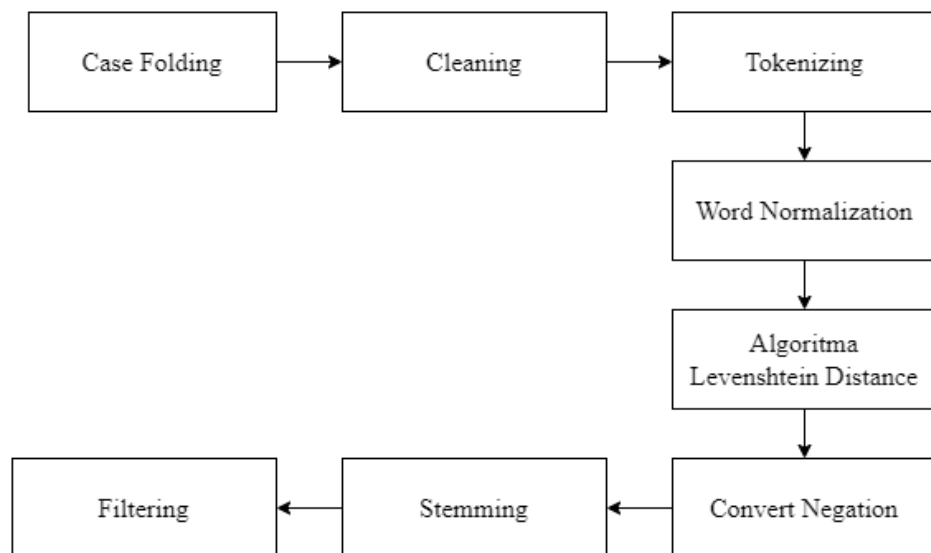 Case Folding
Cleaning
Tokenizing
Word Normalization
Algoritma
Levenshtein Distance
Convert Negation
Stemming
Filtering